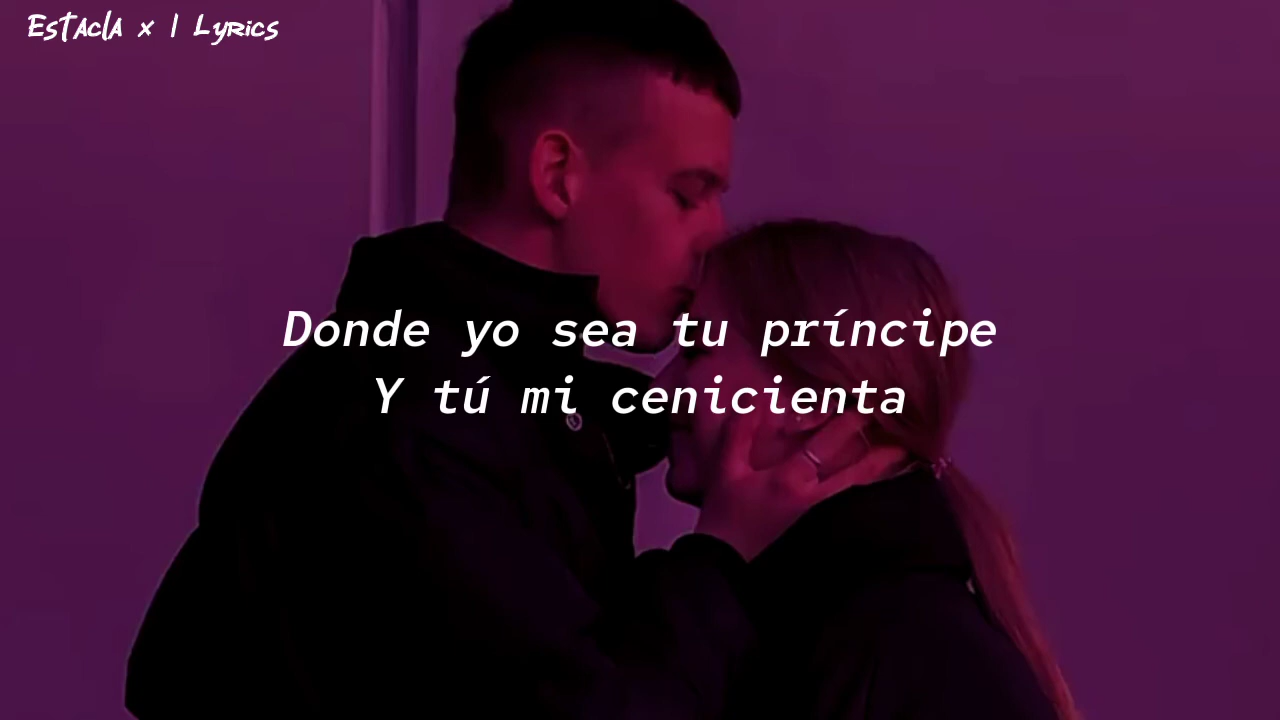 Estacla x | Lyrics
Donde yo sea tu príncipe
Y tú mi cenicienta